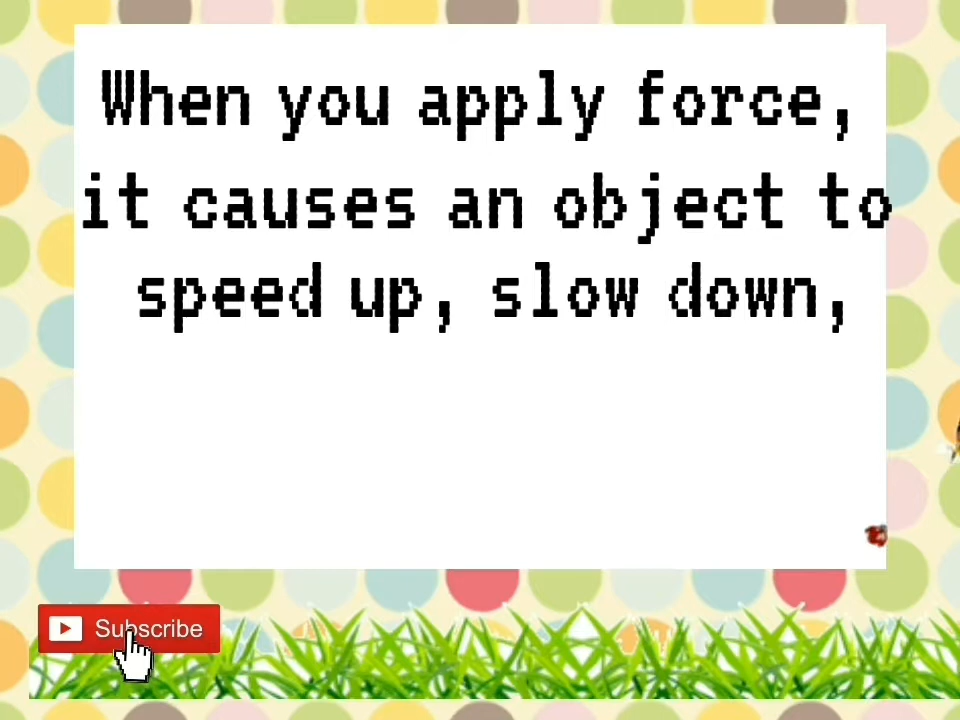 When you apply force,
it causes an object to
speed up, slow down,
Subscribe